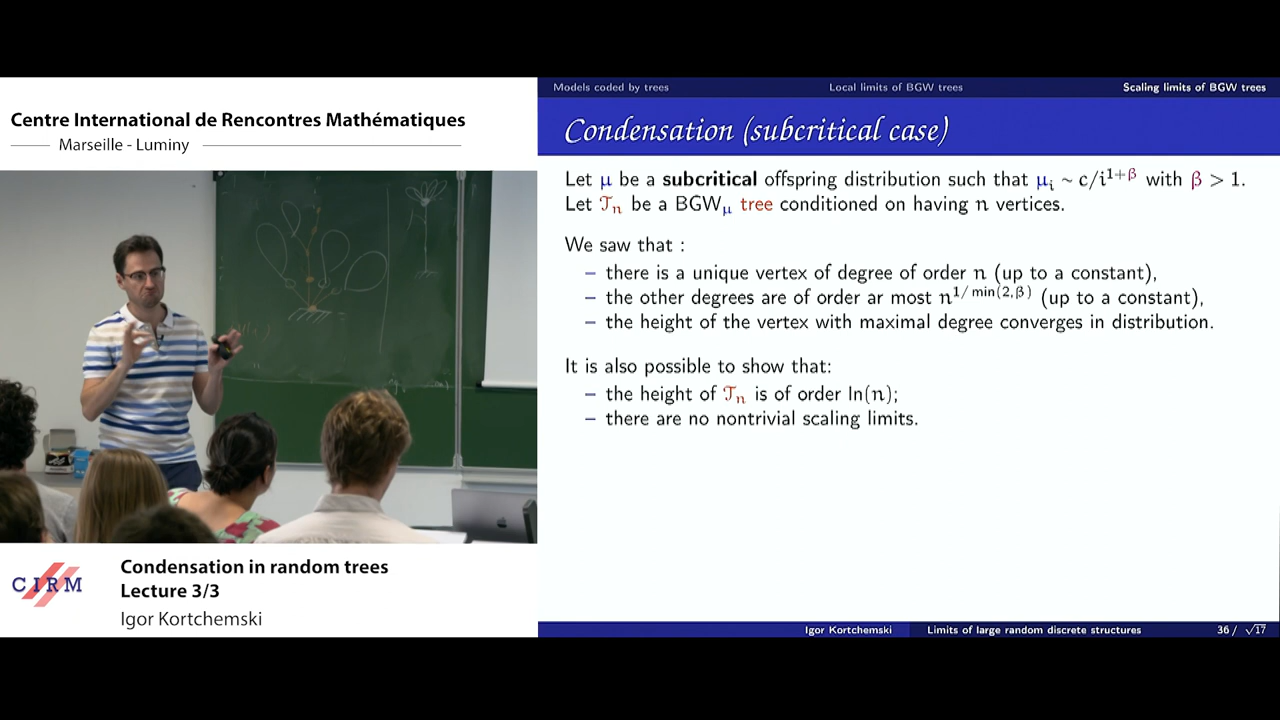 Centre International de Rencontres Mathématiques
Marseille - Luminy
Condensation in random trees
Lecture 3/3
Igor Kortchemski
CIRM
Models coded by trees Local limits of BGW trees Scaling limits of BGW trees
Condensation (subcritical case)
Let μ be a subcritical offspring distribution such that μᵢ ~ c/i^{1+β} with β > 1.
Let 𝒯ₙ be a BGW_μ tree conditioned on having n vertices.
We saw that :
– there is a unique vertex of degree of order n (up to a constant),
– the other degrees are of order ar most n^{1/ min(2,β)} (up to a constant),
– the height of the vertex with maximal degree converges in distribution.
It is also possible to show that:
– the height of 𝒯ₙ is of order ln(n);
– there are no nontrivial scaling limits.
Igor Kortchemski Limits of large random discrete structures 36 / √17